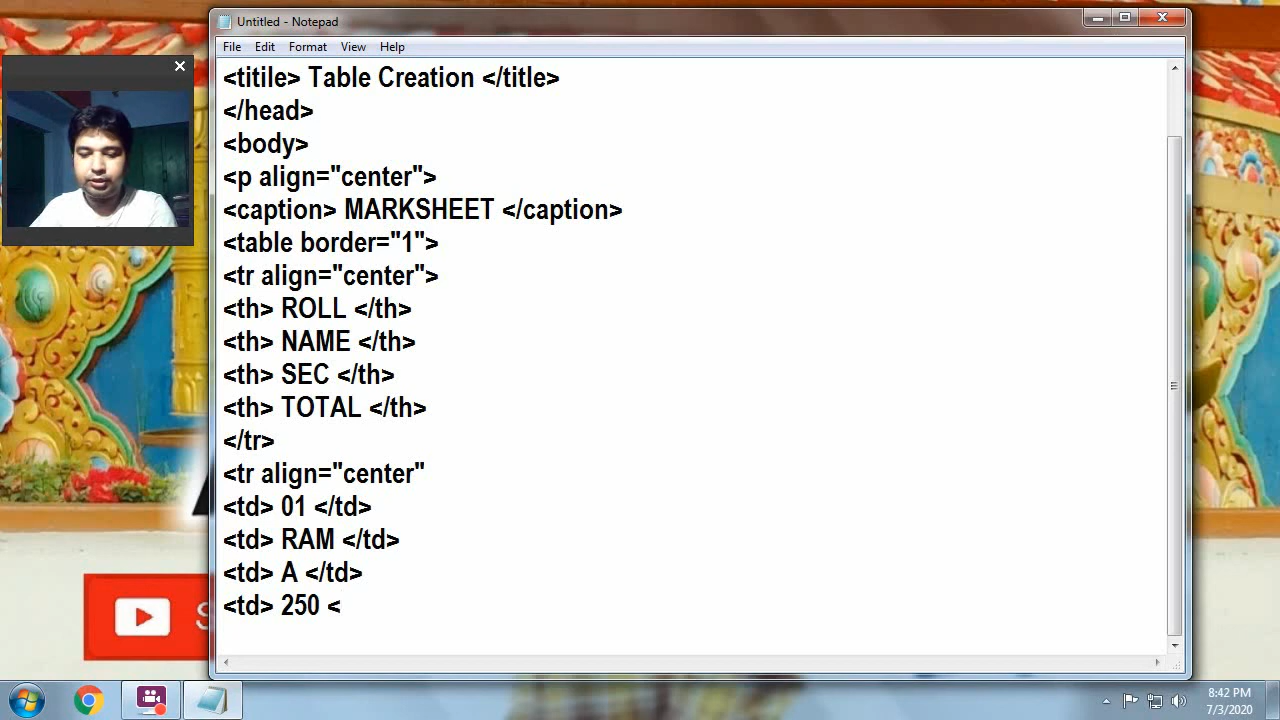 Untitled - Notepad
File Edit Format View Help
<titile> Table Creation </title>
</head>
<body>
<p align="center">
<caption> MARKSHEET </caption>
<table border="1">
<tr align="center">
<th> ROLL </th>
<th> NAME </th>
<th> SEC </th>
<th> TOTAL </th>
</tr>
<tr align="center"
<td> 01 </td>
<td> RAM </td>
<td> A </td>
<td> 250 <
8:42 PM
7/3/2020